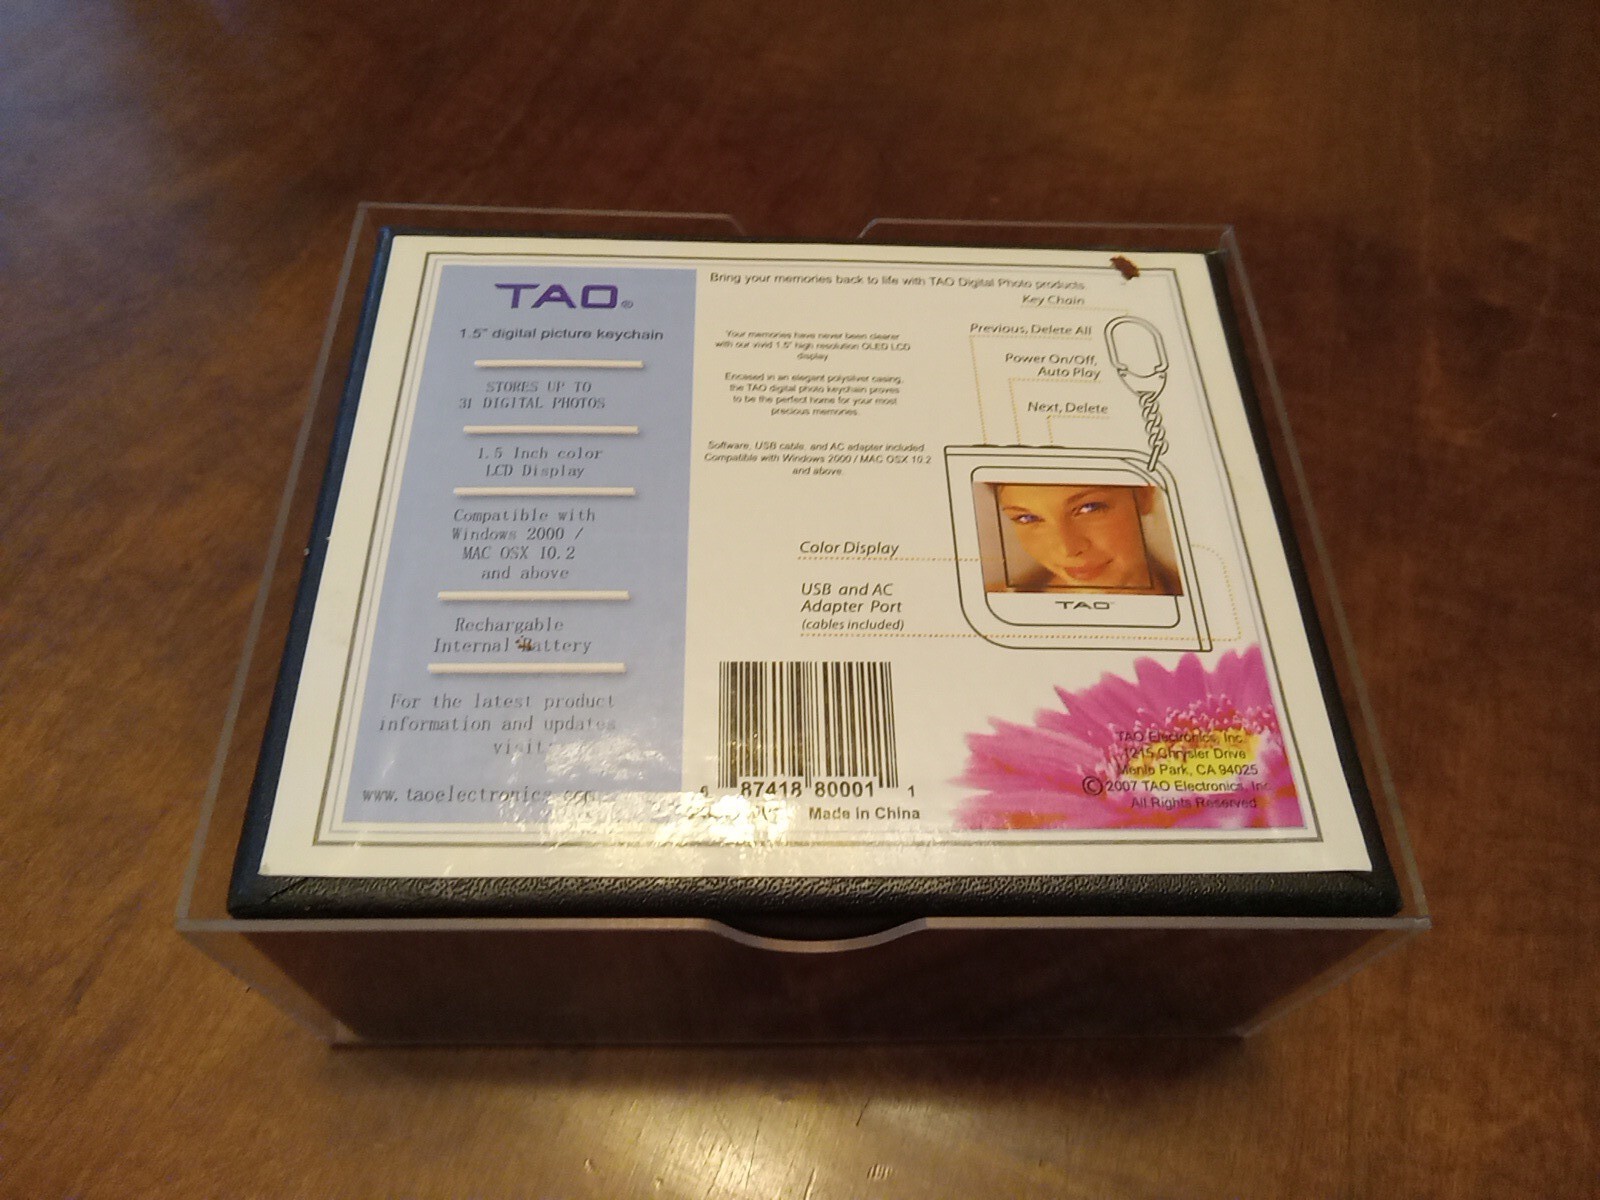 TAO®
1.5" digital picture keychain
STORES UP TO
31 DIGITAL PHOTOS
1.5 Inch color
LCD Display
Compatible with
Windows 2000 /
MAC OSX 10.2
and above
Rechargable
Internal Battery
For the latest product
information and updates
visit:
www.taoelectronics.com
Bring your memories back to life with TAO Digital Photo products.
Your memories have never been clearer
with our vivid 1.5" high resolution OLED LCD
display.
Encased in an elegant polysilver casing,
the TAO digital photo keychain proves
to be the perfect home for your most
precious memories.
Software, USB cable, and AC adapter included.
Compatible with Windows 2000 / MAC OSX 10.2
and above.
Key Chain
Previous, Delete All
Power On/Off,
Auto Play
Next, Delete
Color Display
USB and AC
Adapter Port
(cables included)
TAO
6 87418 80001 1
Made in China
TAO Electronics, Inc.
1215 Chrysler Drive
Menlo Park, CA 94025
©2007 TAO Electronics, Inc
All Rights Reserved